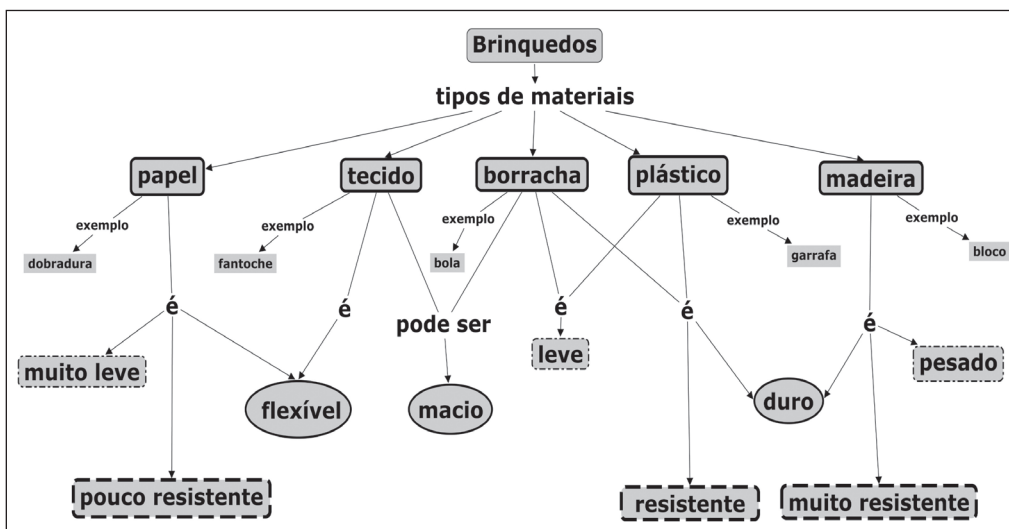 Brinquedos
tipos de materiais
papel
tecido
borracha
plástico
madeira
exemplo
exemplo
exemplo
exemplo
exemplo
dobradura
fantoche
bola
garrafa
bloco
é
é
pode ser
é
é
é
muito leve
leve
pesado
flexível
macio
duro
pouco resistente
resistente
muito resistente